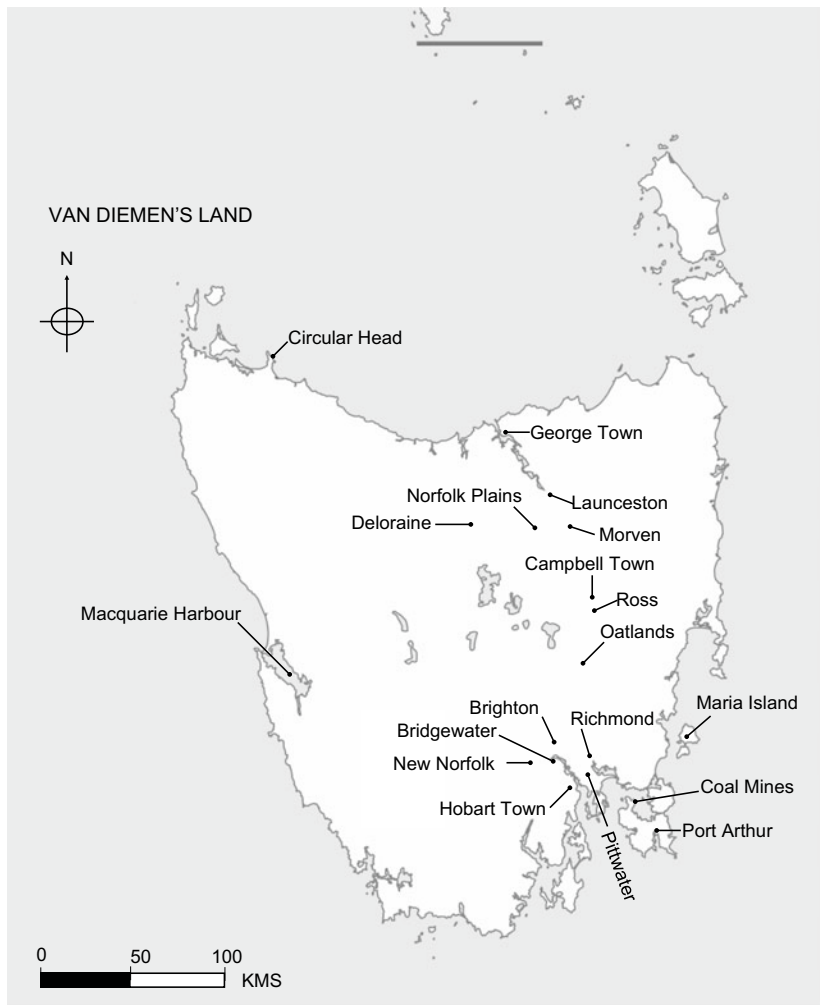 VAN DIEMEN'S LAND
N
Circular Head
George Town
Norfolk Plains
Launceston
Deloraine
Morven
Campbell Town
Ross
Macquarie Harbour
Oatlands
Maria Island
Brighton
Richmond
Bridgewater
New Norfolk
Coal Mines
Hobart Town
Port Arthur
Pittwater
0 50 100
KMS